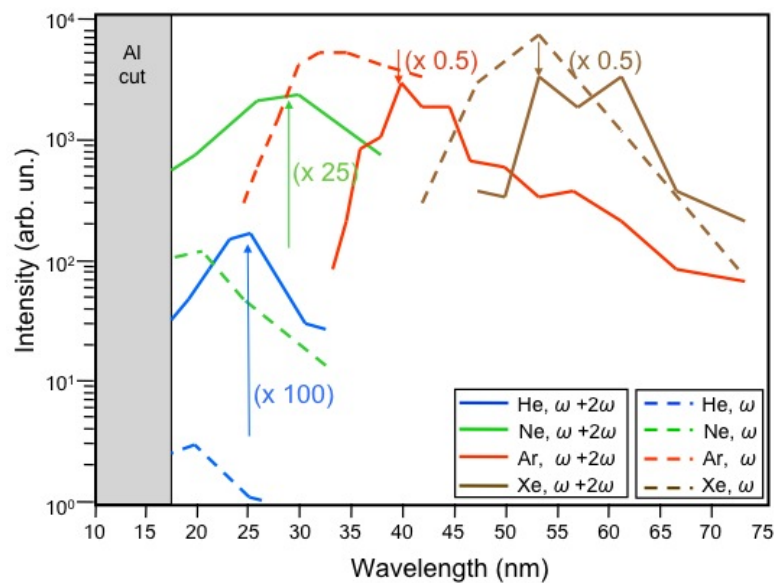 10⁴
10³
10²
10¹
10⁰
Intensity (arb. un.)
Al
cut
(x 0.5)
(x 0.5)
(x 25)
(x 100)
He, ω +2ω
Ne, ω +2ω
Ar, ω +2ω
Xe, ω +2ω
He, ω
Ne, ω
Ar, ω
Xe, ω
10 15 20 25 30 35 40 45 50 55 60 65 70 75
Wavelength (nm)